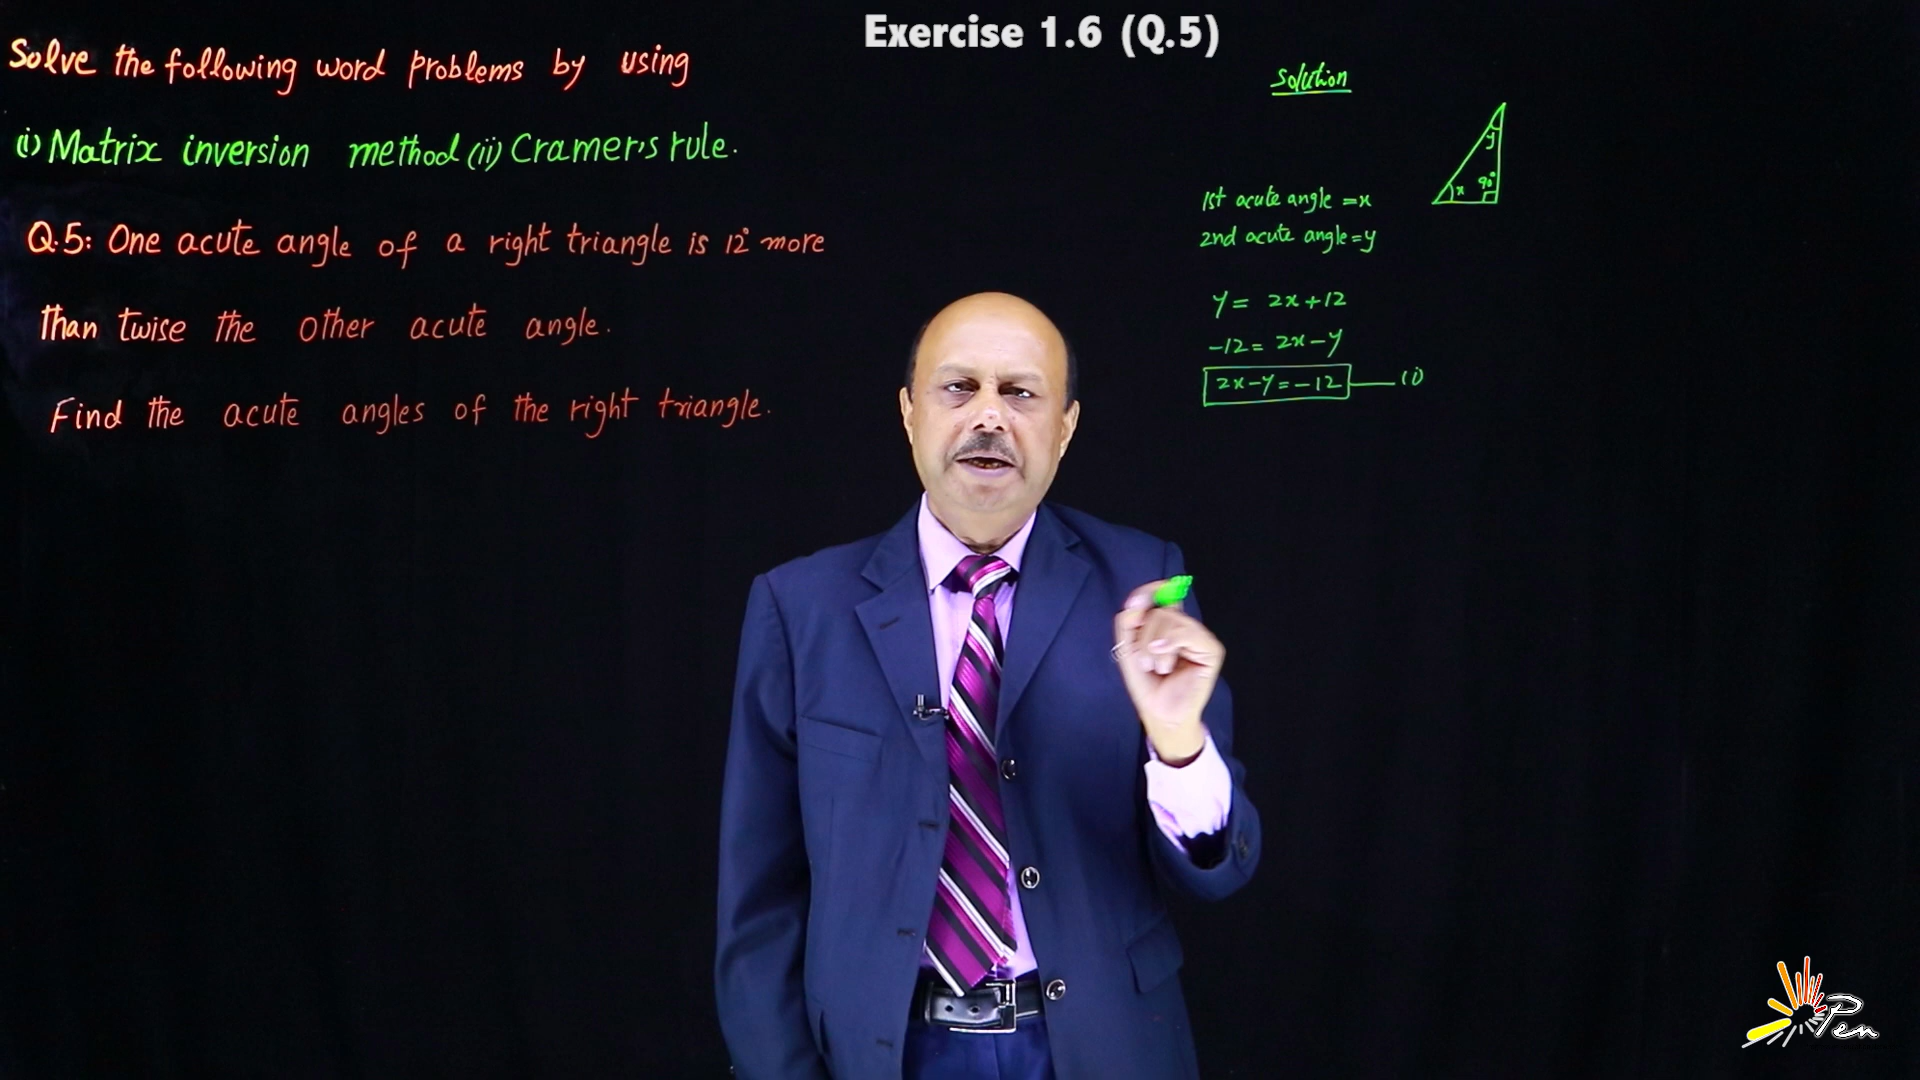 Exercise 1.6 (Q.5)
Solve the following word problems by using
(i) Matrix inversion method (ii) Cramer's rule.
Q.5: One acute angle of a right triangle is 12° more
than twise the other acute angle.
Find the acute angles of the right triangle.
Solution
y
x 90°
1st acute angle = x
2nd acute angle = y
y = 2x + 12
-12 = 2x - y
2x - y = -12 (i)
Pen